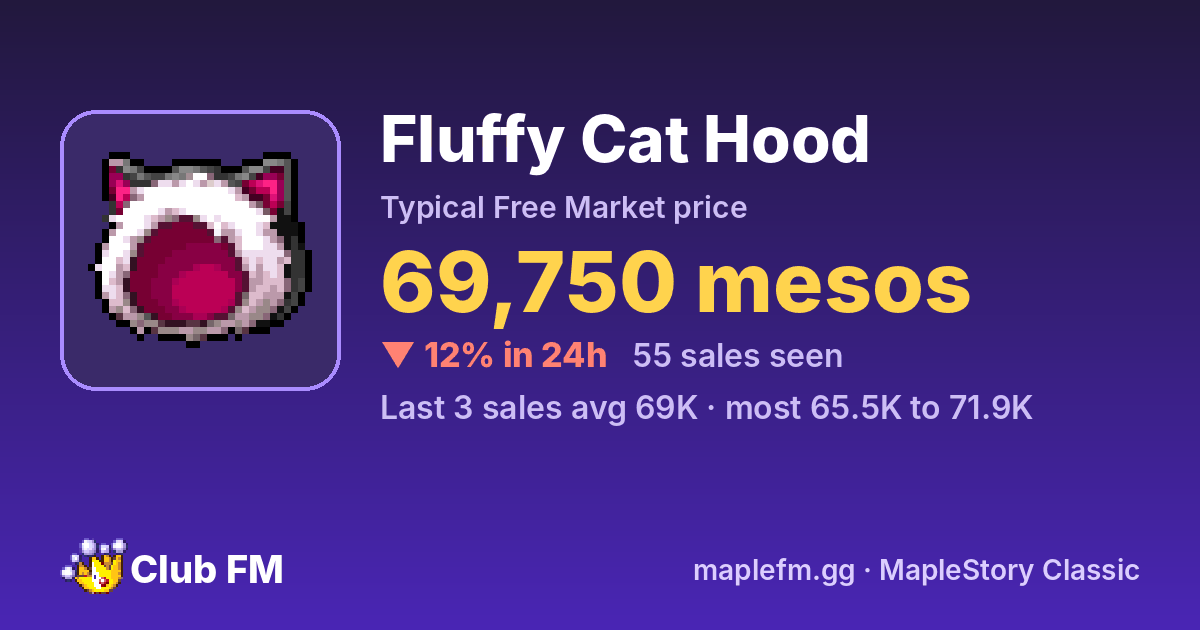 Fluffy Cat Hood
Typical Free Market price
69,750 mesos
▼ 12% in 24h 55 sales seen
Last 3 sales avg 69K · most 65.5K to 71.9K
Club FM
maplefm.gg · MapleStory Classic